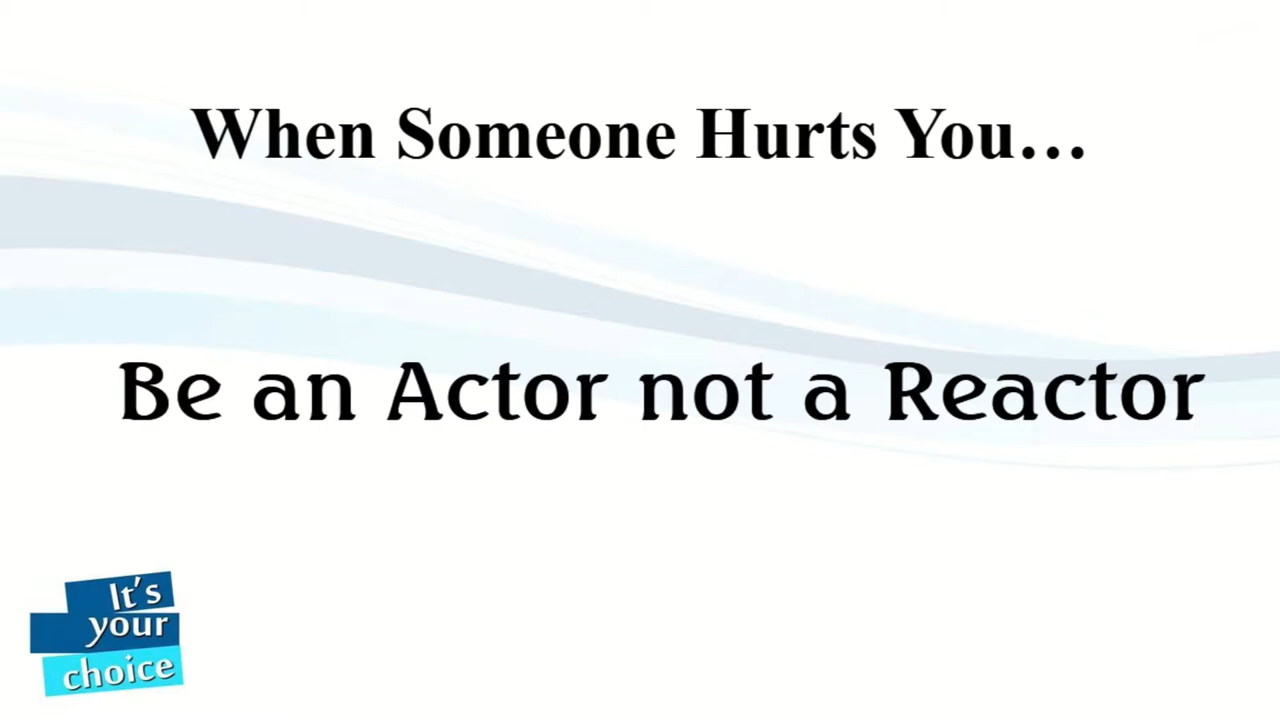 When Someone Hurts You…
Be an Actor not a Reactor
It's
your
choice